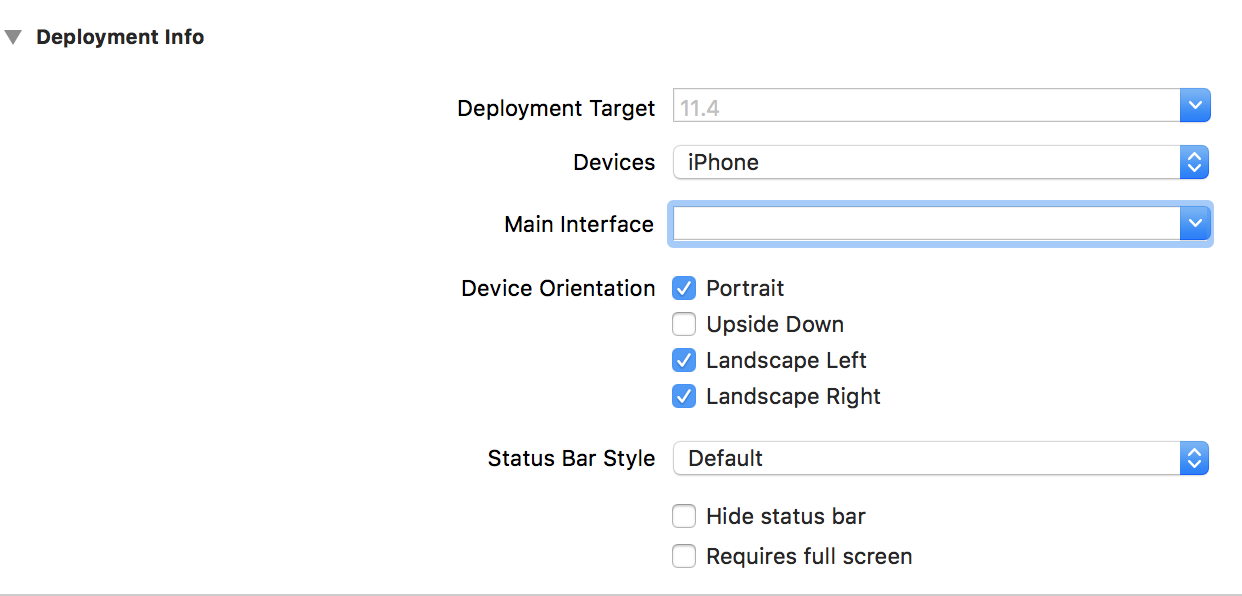 Deployment Info
Deployment Target 11.4
Devices iPhone
Main Interface
Device Orientation Portrait
Upside Down
Landscape Left
Landscape Right
Status Bar Style Default
Hide status bar
Requires full screen